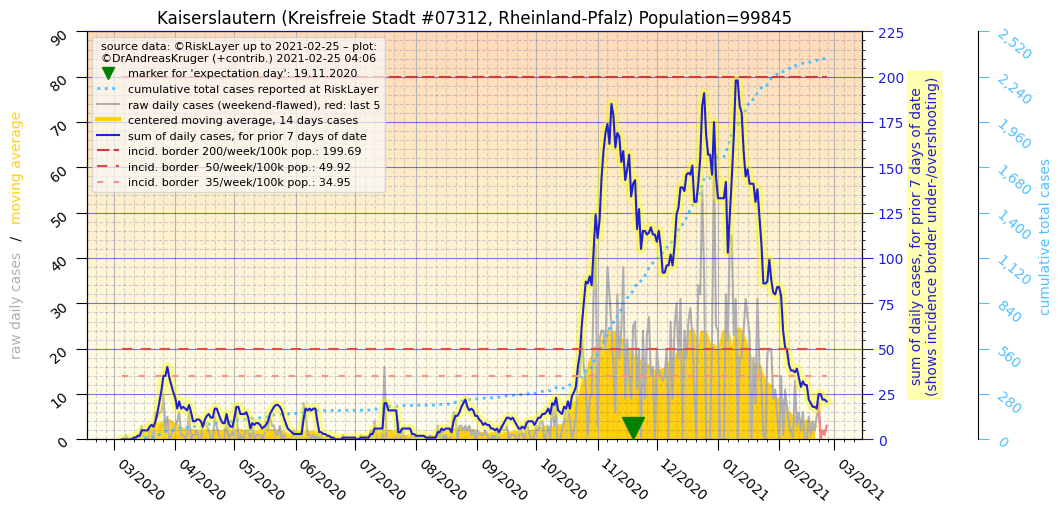 Kaiserslautern (Kreisfreie Stadt #07312, Rheinland-Pfalz) Population=99845
source data: ©RiskLayer up to 2021-02-25 – plot:
©DrAndreasKruger (+contrib.) 2021-02-25 04:06
marker for 'expectation day': 19.11.2020
cumulative total cases reported at RiskLayer
raw daily cases (weekend-flawed), red: last 5
centered moving average, 14 days cases
sum of daily cases, for prior 7 days of date
incid. border 200/week/100k pop.: 199.69
incid. border  50/week/100k pop.: 49.92
incid. border  35/week/100k pop.: 34.95
raw daily cases / moving average
90
80
70
60
50
40
30
20
10
0
03/2020
04/2020
05/2020
06/2020
07/2020
08/2020
09/2020
10/2020
11/2020
12/2020
01/2021
02/2021
03/2021
225
200
175
150
125
100
75
50
25
0
sum of daily cases, for prior 7 days of date
(shows incidence border under-/overshooting)
2,520
2,240
1,960
1,680
1,400
1,120
840
560
280
0
cumulative total cases